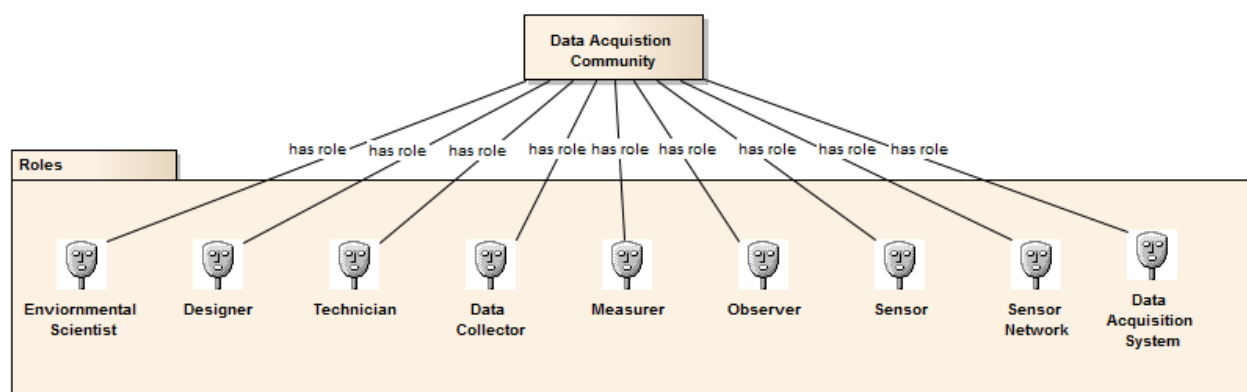 Data Acquistion
Community
has role has role has role has role has role has role has role has role has role
Roles
Enviornmental
Scientist
Designer
Technician
Data
Collector
Measurer
Observer
Sensor
Sensor
Network
Data
Acquisition
System